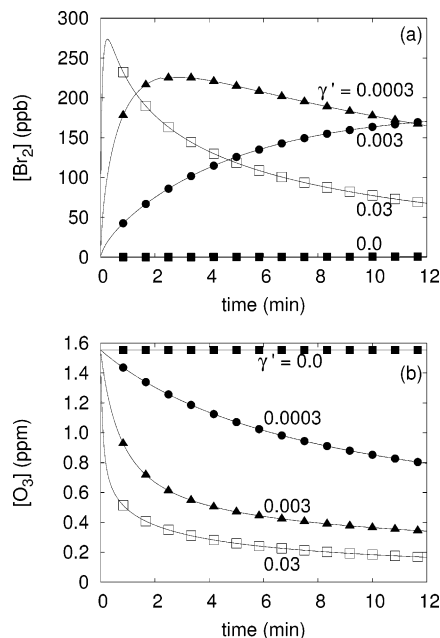 300
250
200
150
100
50
0
[Br2] (ppb)
(a)
γ' = 0.0003
0.003
0.03
0.0
0 2 4 6 8 10 12
time (min)
1.6
1.4
1.2
1.0
0.8
0.6
0.4
0.2
0
[O3] (ppm)
(b)
γ' = 0.0
0.0003
0.003
0.03
0 2 4 6 8 10 12
time (min)